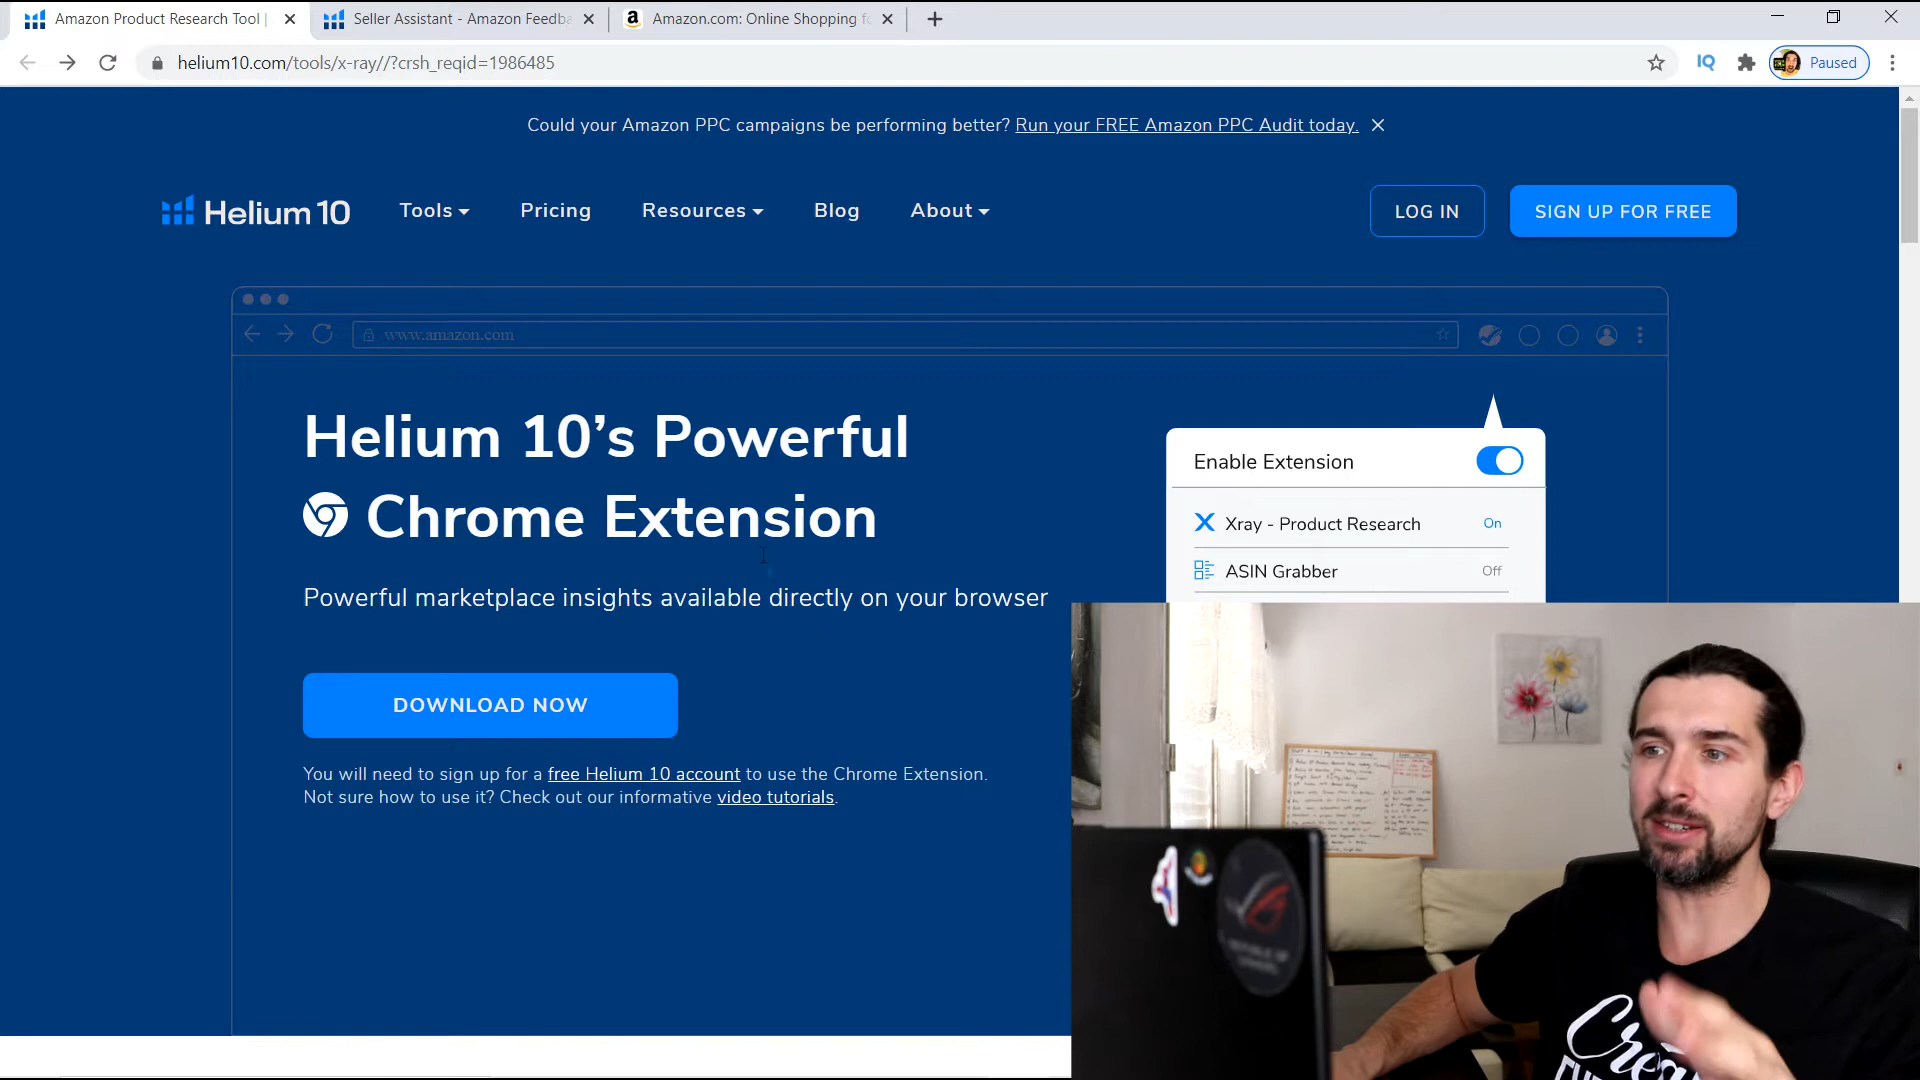 Amazon Product Research Tool |
Seller Assistant - Amazon Feedba
Amazon.com: Online Shopping fo
helium10.com/tools/x-ray//?crsh_reqid=1986485
IQ
Paused
Could your Amazon PPC campaigns be performing better? Run your FREE Amazon PPC Audit today.
Helium 10
Tools
Pricing
Resources
Blog
About
LOG IN
SIGN UP FOR FREE
www.amazon.com
Helium 10’s Powerful
Chrome Extension
Powerful marketplace insights available directly on your browser
DOWNLOAD NOW
You will need to sign up for a free Helium 10 account to use the Chrome Extension.
Not sure how to use it? Check out our informative video tutorials.
Enable Extension
Xray - Product Research On
ASIN Grabber Off
REPUBLIC OF
GAMERS